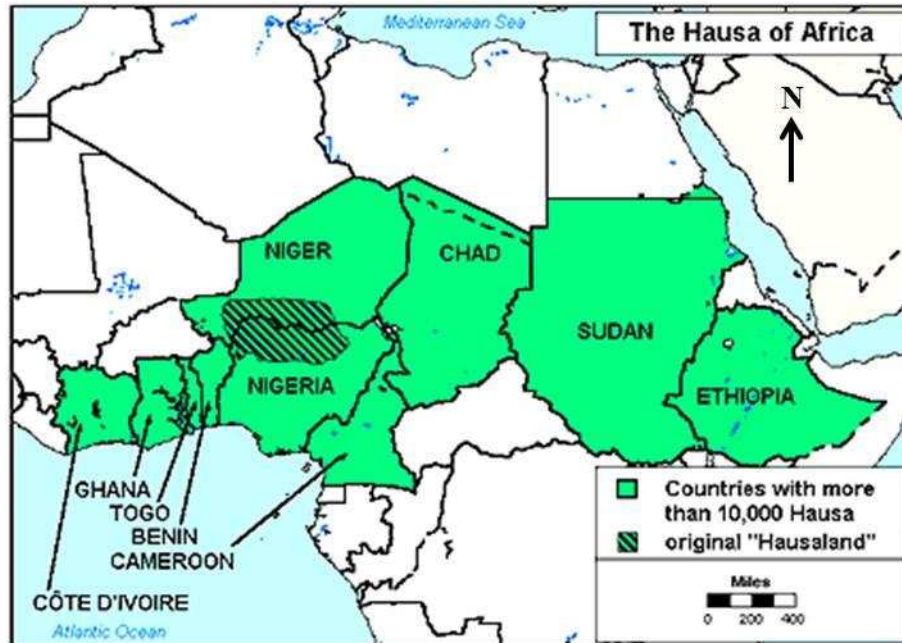 Mediterranean Sea
The Hausa of Africa
N
NIGER
CHAD
SUDAN
NIGERIA
ETHIOPIA
GHANA
TOGO
BENIN
CAMEROON
CÔTE D'IVOIRE
Atlantic Ocean
Countries with more
than 10,000 Hausa
original "Hausaland"
Miles
0 200 400